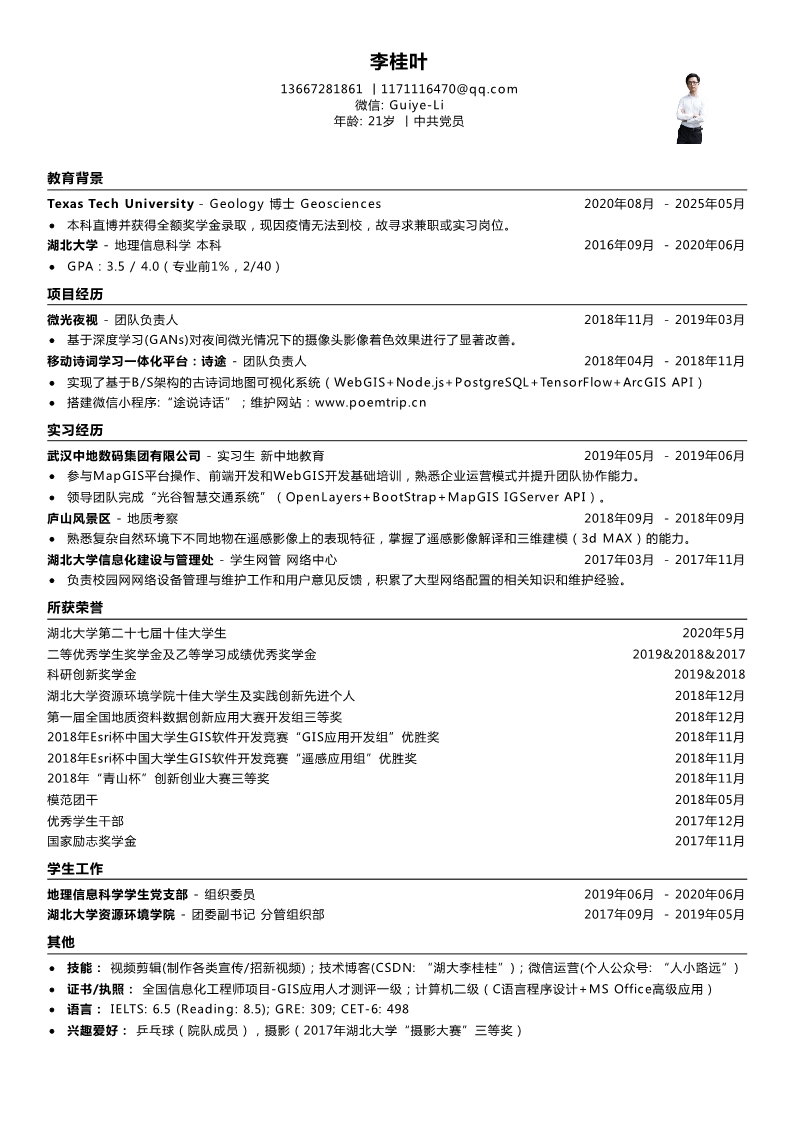 李桂叶
13667281861 丨1171116470@qq.com
微信: Guiye-Li
年龄: 21岁 丨中共党员
教育背景
Texas Tech University - Geology 博士 Geosciences 2020年08月 - 2025年05月
• 本科直博并获得全额奖学金录取，现因疫情无法到校，故寻求兼职或实习岗位。
湖北大学 - 地理信息科学 本科 2016年09月 - 2020年06月
• GPA：3.5 / 4.0（专业前1%，2/40）
项目经历
微光夜视 - 团队负责人 2018年11月 - 2019年03月
• 基于深度学习(GANs)对夜间微光情况下的摄像头影像着色效果进行了显著改善。
移动诗词学习一体化平台：诗途 - 团队负责人 2018年04月 - 2018年11月
• 实现了基于B/S架构的古诗词地图可视化系统（WebGIS+Node.js+PostgreSQL+TensorFlow+ArcGIS API）
• 搭建微信小程序:“途说诗话”；维护网站：www.poemtrip.cn
实习经历
武汉中地数码集团有限公司 - 实习生 新中地教育 2019年05月 - 2019年06月
• 参与MapGIS平台操作、前端开发和WebGIS开发基础培训，熟悉企业运营模式并提升团队协作能力。
• 领导团队完成“光谷智慧交通系统”（OpenLayers+BootStrap+MapGIS IGServer API）。
庐山风景区 - 地质考察 2018年09月 - 2018年09月
• 熟悉复杂自然环境下不同地物在遥感影像上的表现特征，掌握了遥感影像解译和三维建模（3d MAX）的能力。
湖北大学信息化建设与管理处 - 学生网管 网络中心 2017年03月 - 2017年11月
• 负责校园网网络设备管理与维护工作和用户意见反馈，积累了大型网络配置的相关知识和维护经验。
所获荣誉
湖北大学第二十七届十佳大学生 2020年5月
二等优秀学生奖学金及乙等学习成绩优秀奖学金 2019&2018&2017
科研创新奖学金 2019&2018
湖北大学资源环境学院十佳大学生及实践创新先进个人 2018年12月
第一届全国地质资料数据创新应用大赛开发组三等奖 2018年12月
2018年Esri杯中国大学生GIS软件开发竞赛“GIS应用开发组”优胜奖 2018年11月
2018年Esri杯中国大学生GIS软件开发竞赛“遥感应用组”优胜奖 2018年11月
2018年“青山杯”创新创业大赛三等奖 2018年11月
模范团干 2018年05月
优秀学生干部 2017年12月
国家励志奖学金 2017年11月
学生工作
地理信息科学学生党支部 - 组织委员 2019年06月 - 2020年06月
湖北大学资源环境学院 - 团委副书记 分管组织部 2017年09月 - 2019年05月
其他
• 技能： 视频剪辑(制作各类宣传/招新视频)；技术博客(CSDN: “湖大李桂桂”)；微信运营(个人公众号: “人小路远”)
• 证书/执照： 全国信息化工程师项目-GIS应用人才测评一级；计算机二级（C语言程序设计+MS Office高级应用）
• 语言： IELTS: 6.5 (Reading: 8.5); GRE: 309; CET-6: 498
• 兴趣爱好： 乒乓球（院队成员），摄影（2017年湖北大学“摄影大赛”三等奖）